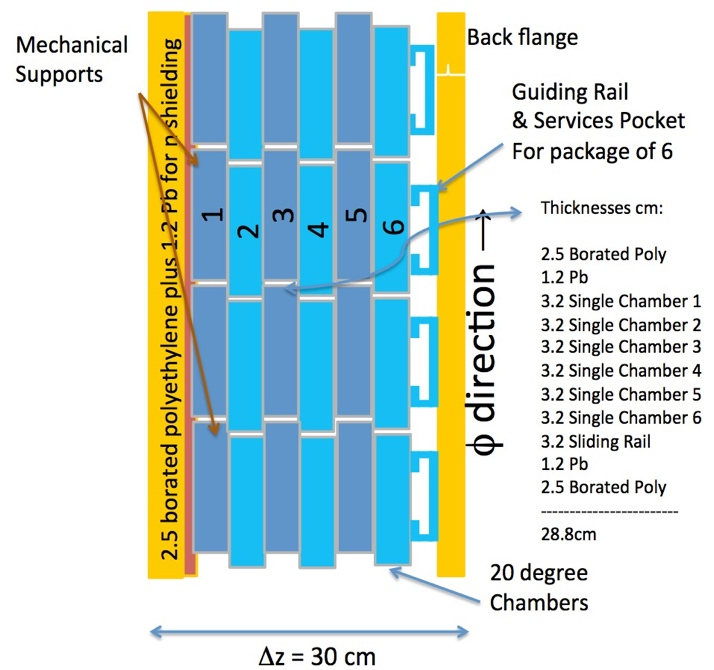 Mechanical
Supports
Back flange
Guiding Rail
& Services Pocket
For package of 6
2.5 borated polyethylene plus 1.2 Pb for n shielding
1
2
3
4
5
6
ϕ direction →
Thicknesses cm:
2.5 Borated Poly
1.2 Pb
3.2 Single Chamber 1
3.2 Single Chamber 2
3.2 Single Chamber 3
3.2 Single Chamber 4
3.2 Single Chamber 5
3.2 Single Chamber 6
3.2 Sliding Rail
1.2 Pb
2.5 Borated Poly
------------------------
28.8cm
20 degree
Chambers
Δz = 30 cm